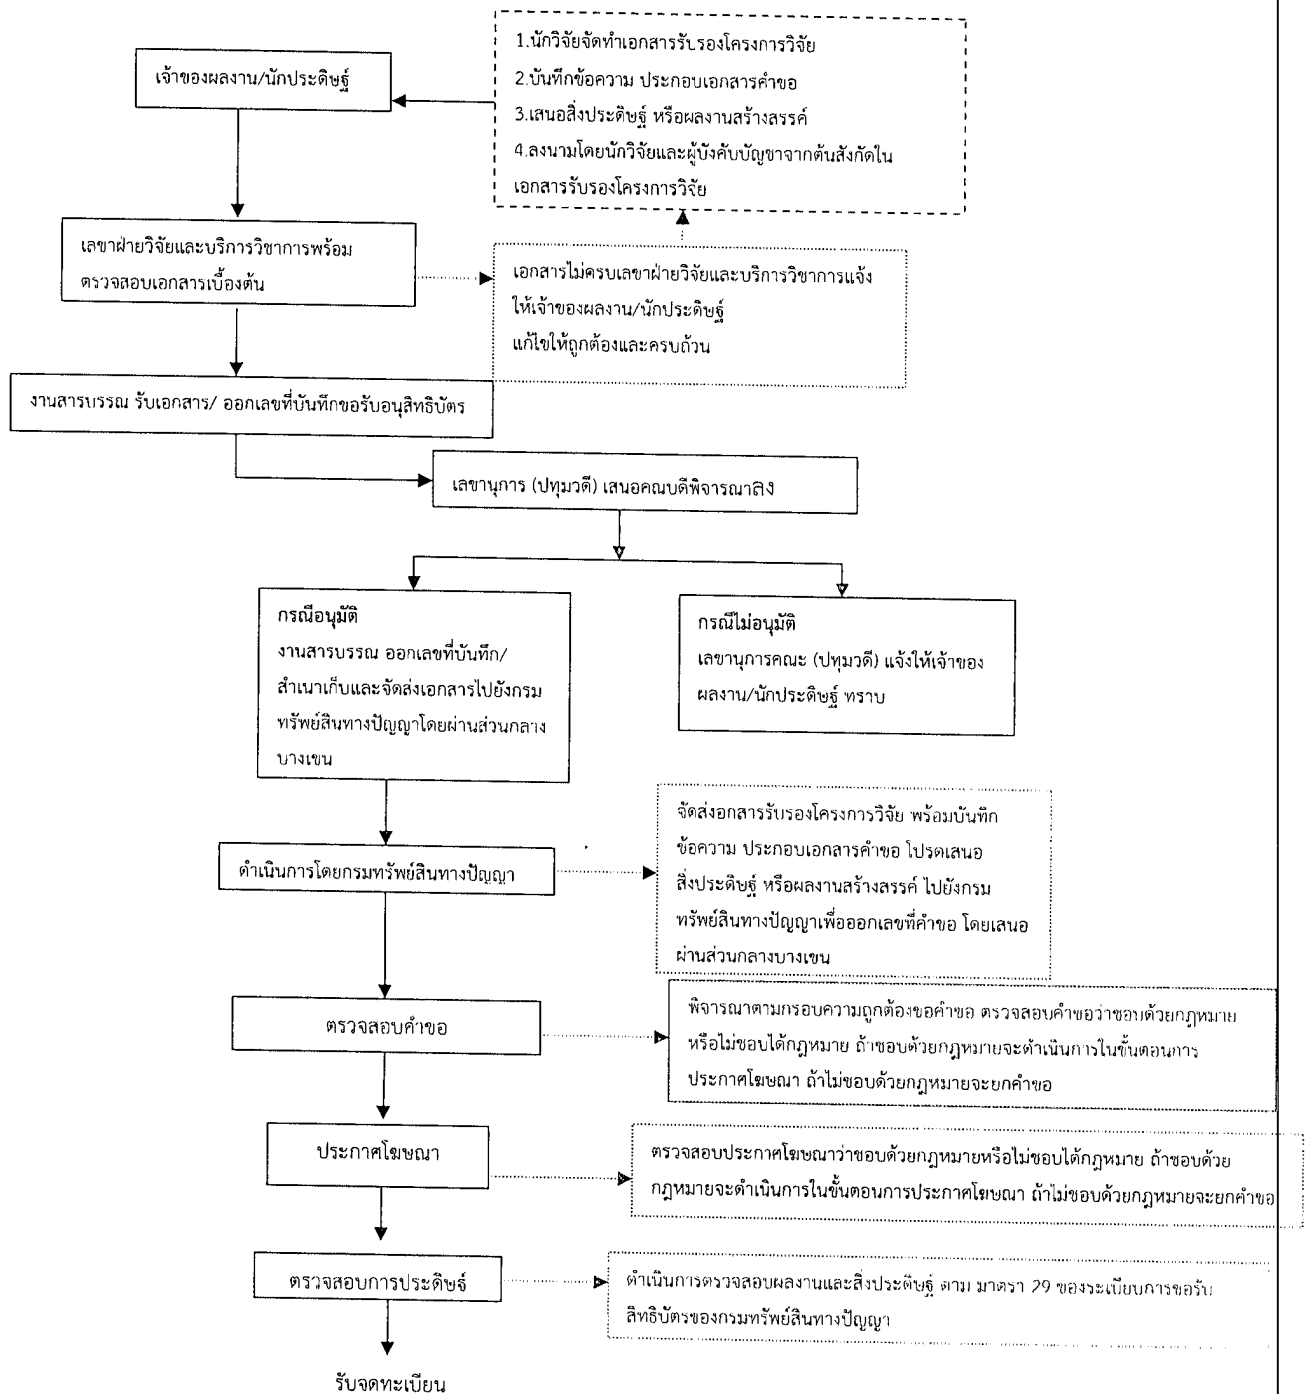 1.นักวิจัยจัดทำเอกสารรับรองโครงการวิจัย
2.บันทึกข้อความ ประกอบเอกสารคำขอ
3.เสนอสิ่งประดิษฐ์ หรือผลงานสร้างสรรค์
4.ลงนามโดยนักวิจัยและผู้บังคับบัญชาจากต้นสังกัดใน
เอกสารรับรองโครงการวิจัย
เจ้าของผลงาน/นักประดิษฐ์
เลขาฝ่ายวิจัยและบริการวิชาการพร้อม
ตรวจสอบเอกสารเบื้องต้น
เอกสารไม่ครบเลขาฝ่ายวิจัยและบริการวิชาการแจ้ง
ให้เจ้าของผลงาน/นักประดิษฐ์
แก้ไขให้ถูกต้องและครบถ้วน
งานสารบรรณ รับเอกสาร/ ออกเลขที่บันทึกขอรับอนุสิทธิบัตร
เลขานุการ (ปทุมวดี) เสนอคณบดีพิจารณาลง
กรณีอนุมัติ
งานสารบรรณ ออกเลขที่บันทึก/
สำเนาเก็บและจัดส่งเอกสารไปยังกรม
ทรัพย์สินทางปัญญาโดยผ่านส่วนกลาง
บางเขน
กรณีไม่อนุมัติ
เลขานุการคณะ (ปทุมวดี) แจ้งให้เจ้าของ
ผลงาน/นักประดิษฐ์ ทราบ
ดำเนินการโดยกรมทรัพย์สินทางปัญญา
จัดส่งอกสารรับรองโครงการวิจัย พร้อมบันทึก
ข้อความ ประกอบเอกสารคำขอ โปรดเสนอ
สิ่งประดิษฐ์ หรือผลงานสร้างสรรค์ ไปยังกรม
ทรัพย์สินทางปัญญาเพื่อออกเลขที่คำขอ โดยเสนอ
ผ่านส่วนกลางบางเขน
ตรวจสอบคำขอ
พิจารณาตามกรอบความถูกต้องขอคำขอ ตรวจสอบคำขอว่าชอบด้วยกฎหมาย
หรือไม่ชอบได้กฎหมาย ถ้าชอบด้วยกฎหมายจะดำเนินการในขั้นตอนการ
ประกาศโฆษณา ถ้าไม่ชอบด้วยกฎหมายจะยกคำขอ
ประกาศโฆษณา
ตรวจสอบประกาศโฆษณาว่าชอบด้วยกฎหมายหรือไม่ชอบได้กฎหมาย ถ้าชอบด้วย
กฎหมายจะดำเนินการในขั้นตอนการประกาศโฆษณา ถ้าไม่ชอบด้วยกฎหมายจะยกคำขอ
ตรวจสอบการประดิษฐ์
ดำเนินการตรวจสอบผลงานและสิ่งประดิษฐ์ ตาม มาตรา 29 ของระเบียบการขอรับ
สิทธิบัตรของกรมทรัพย์สินทางปัญญา
รับจดทะเบียน